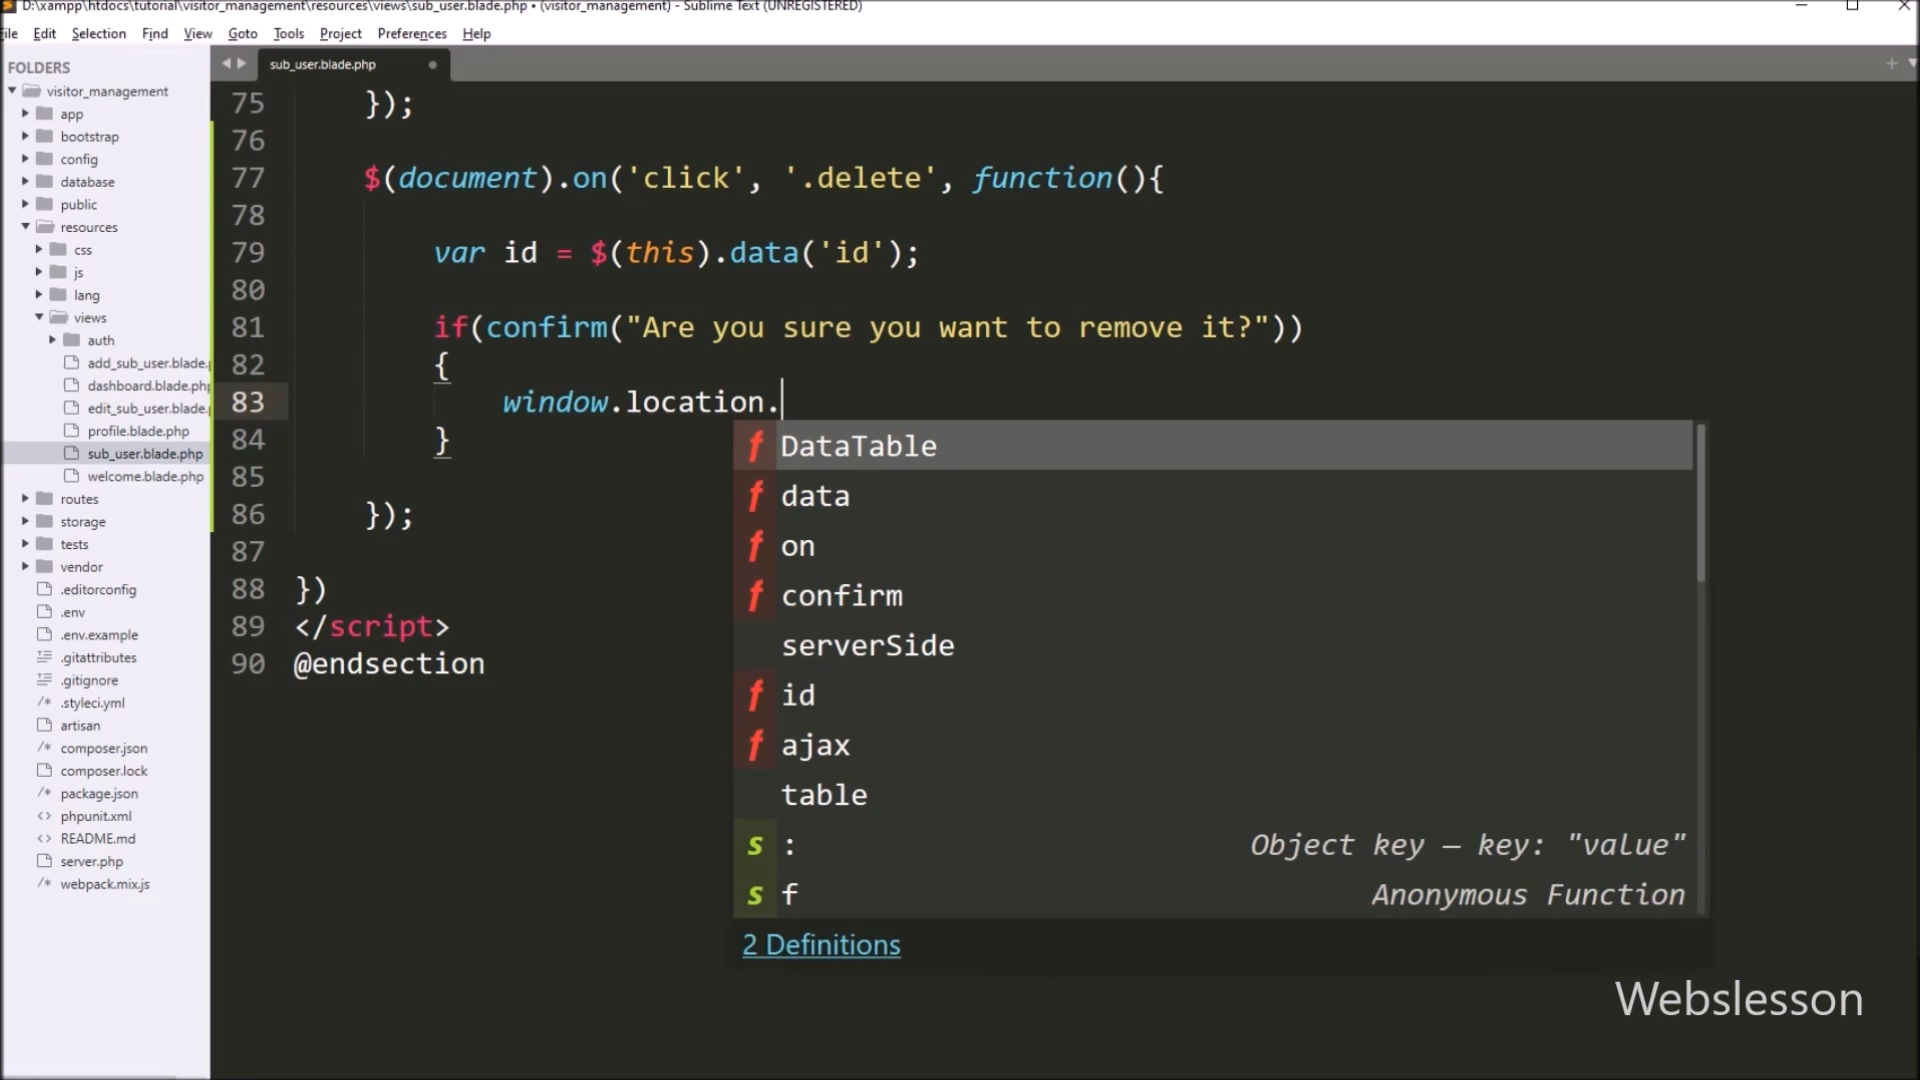 D:\xampp\htdocs\tutorial\visitor_management\resources\views\sub_user.blade.php • (visitor_management) - Sublime Text (UNREGISTERED)
ile Edit Selection Find View Goto Tools Project Preferences Help
FOLDERS
visitor_management
app
bootstrap
config
database
public
resources
css
js
lang
views
auth
add_sub_user.blade.p
dashboard.blade.php
edit_sub_user.blade.
profile.blade.php
sub_user.blade.php
welcome.blade.php
routes
storage
tests
vendor
.editorconfig
.env
.env.example
.gitattributes
.gitignore
.styleci.yml
artisan
composer.json
composer.lock
package.json
phpunit.xml
README.md
server.php
webpack.mix.js
sub_user.blade.php
75 });
76
77 $(document).on('click', '.delete', function(){
78
79 var id = $(this).data('id');
80
81 if(confirm("Are you sure you want to remove it?"))
82 {
83 window.location.
84 }
85
86 });
87
88 })
89 </script>
90 @endsection
f DataTable
f data
f on
f confirm
serverSide
f id
f ajax
table
s : Object key – key: "value"
s f Anonymous Function
2 Definitions
Webslesson